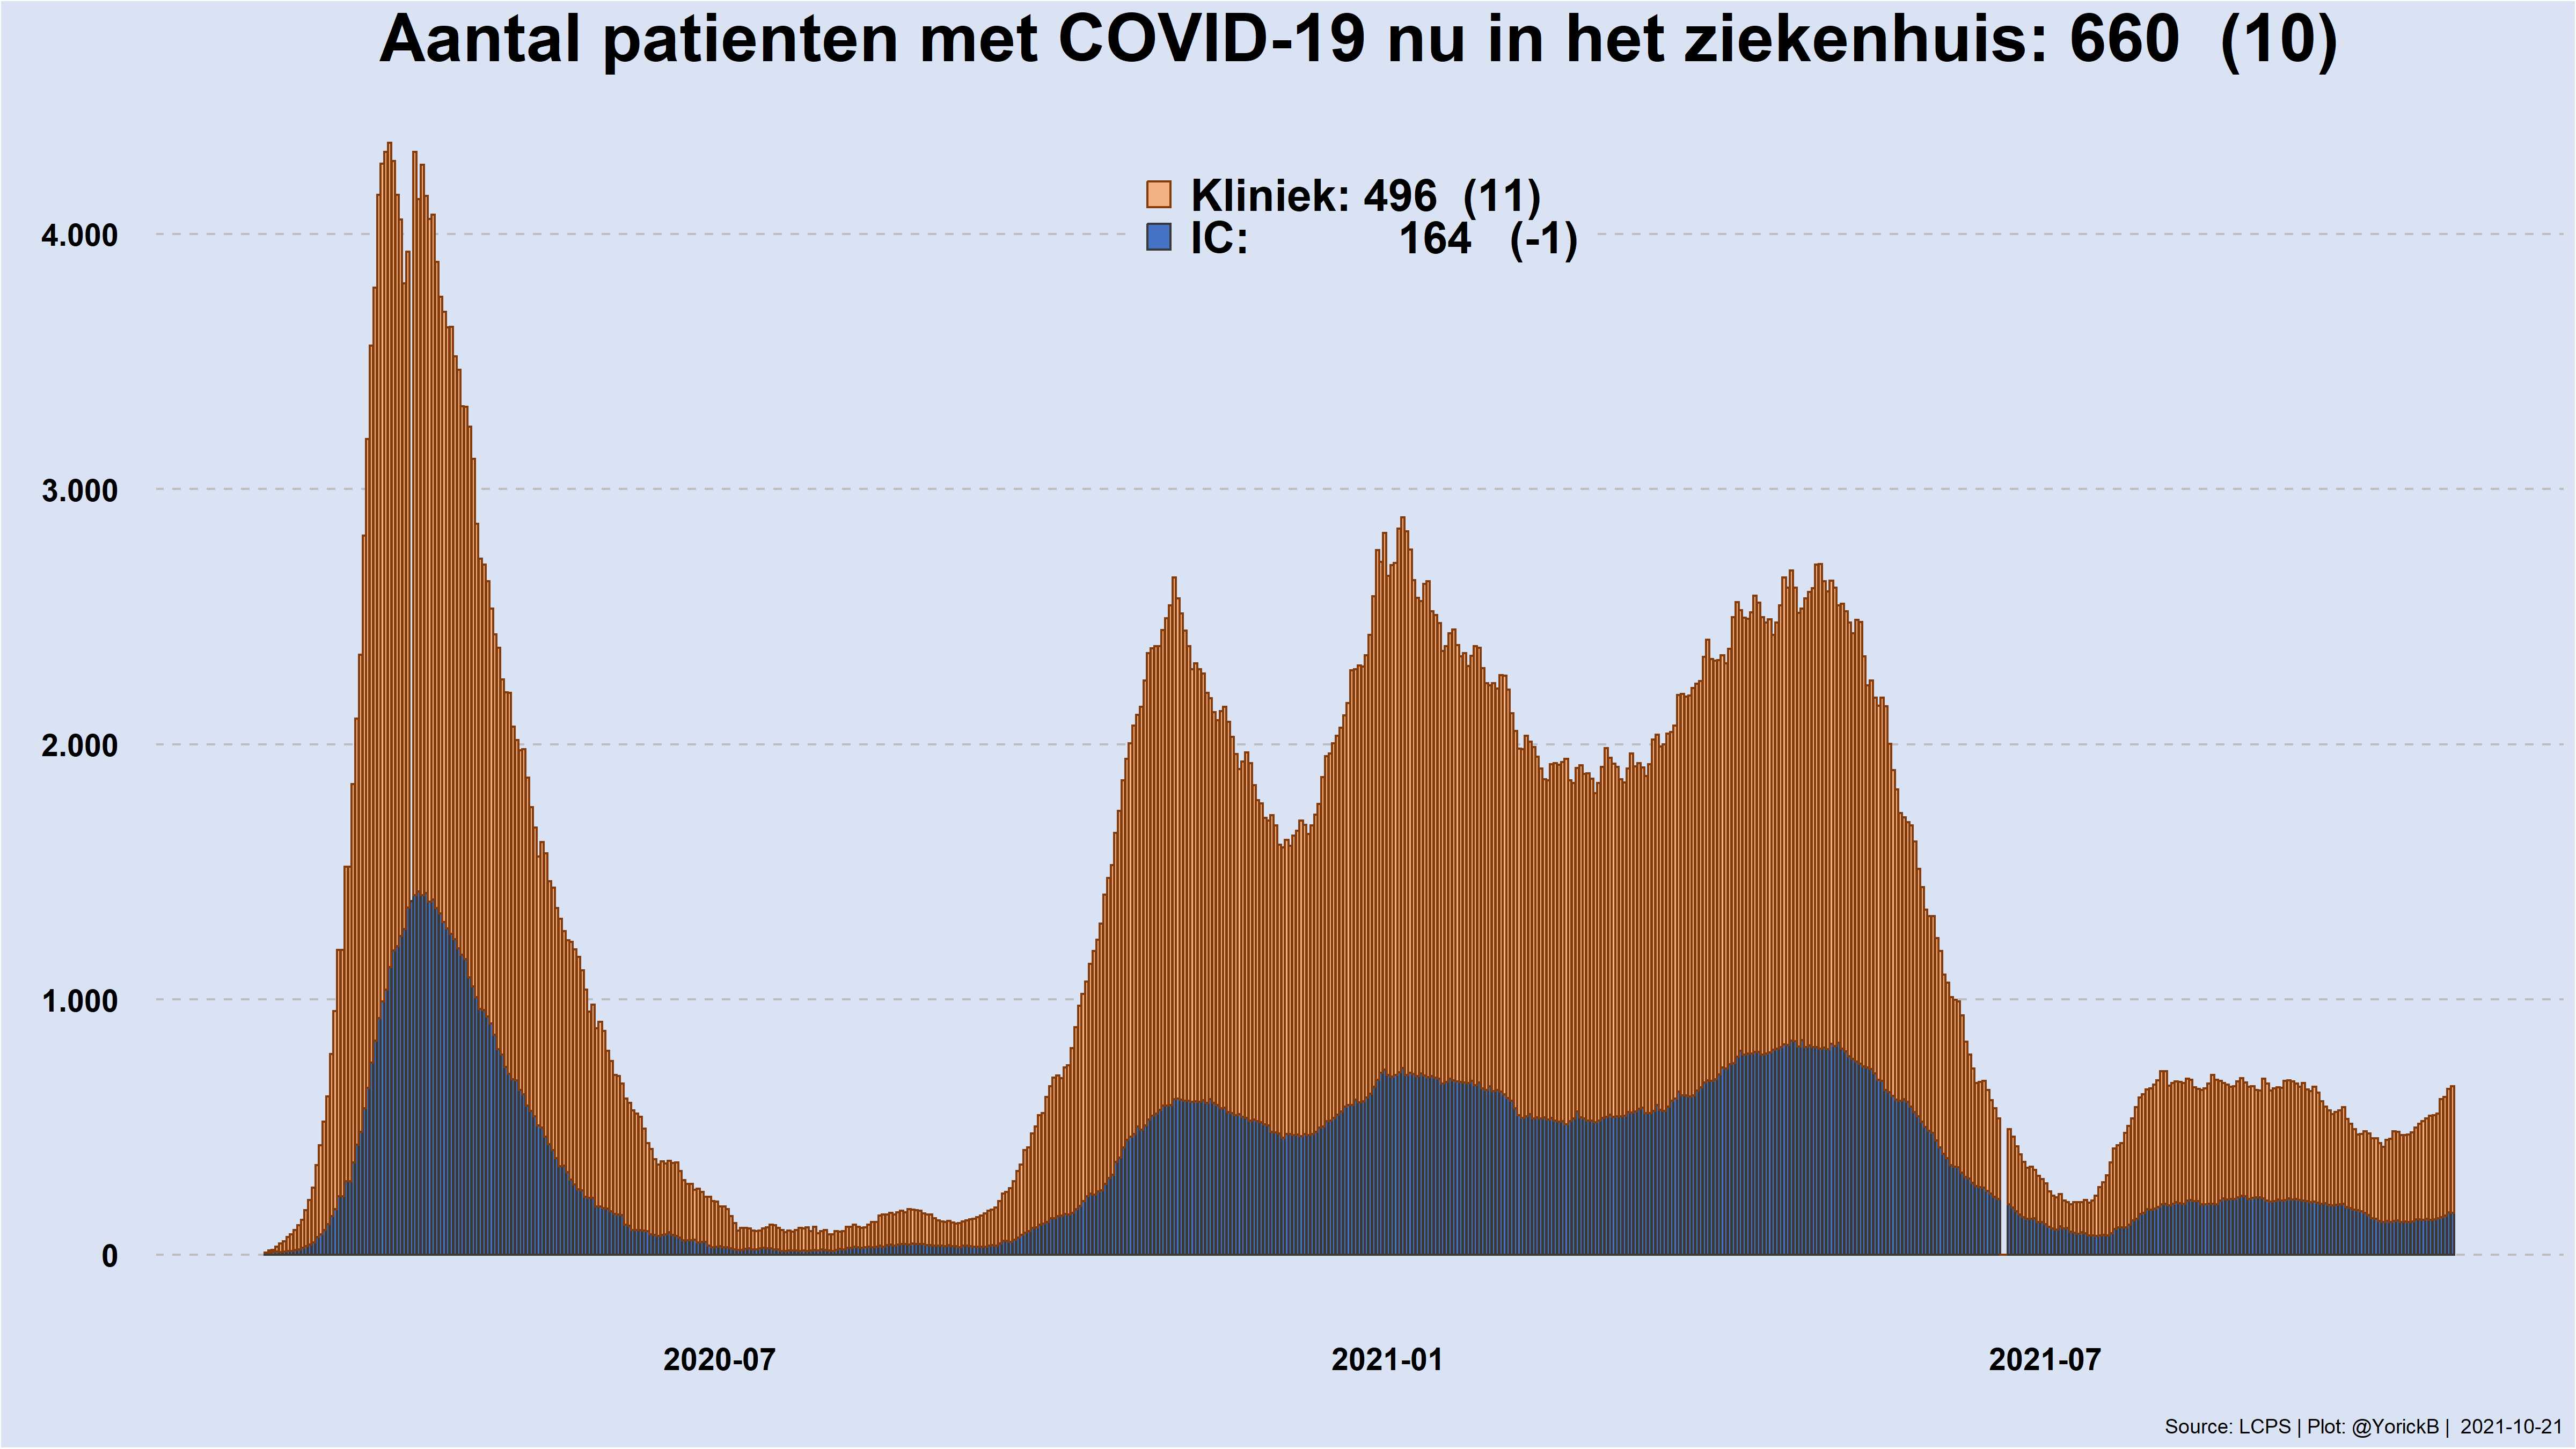 Aantal patienten met COVID-19 nu in het ziekenhuis: 660  (10)
Kliniek: 496  (11)
IC: 164  (-1)
4.000
3.000
2.000
1.000
0
2020-07
2021-01
2021-07
Source: LCPS | Plot: @YorickB |  2021-10-21